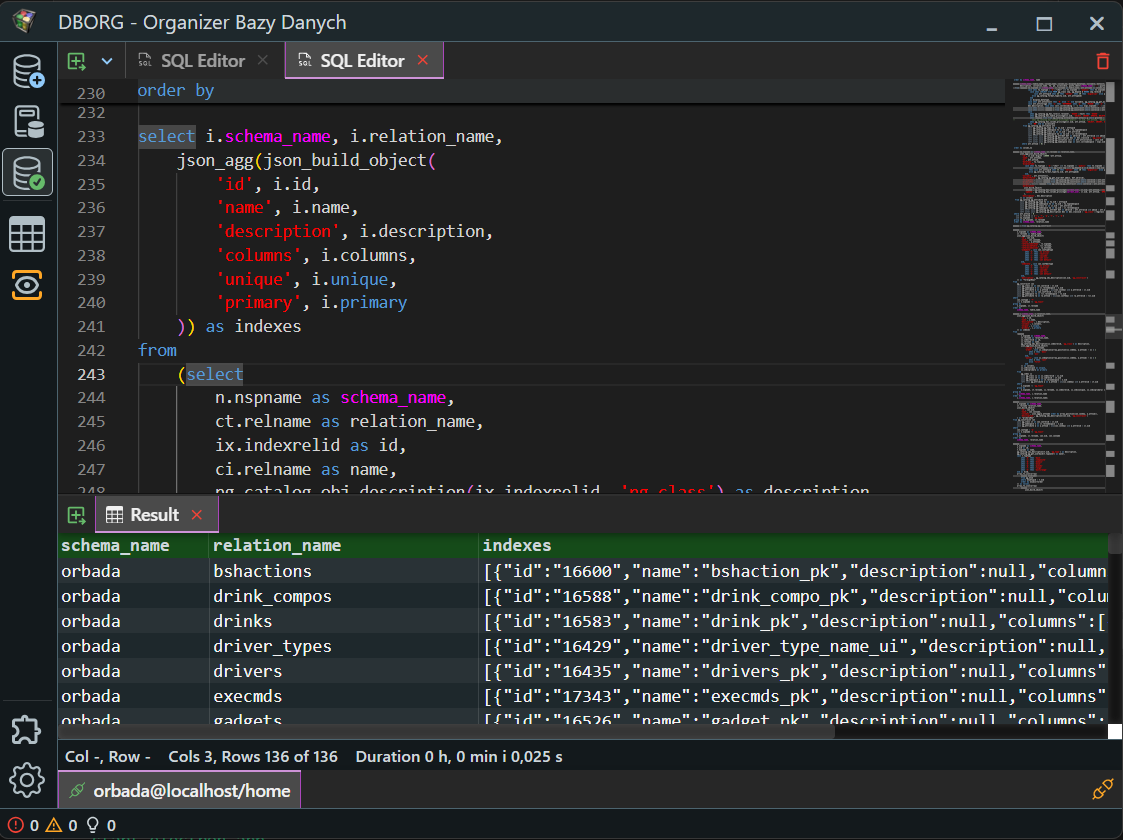 DBORG - Organizer Bazy Danych
SQL Editor
SQL Editor
230 order by
232
233 select i.schema_name, i.relation_name,
234 json_agg(json_build_object(
235 'id', i.id,
236 'name', i.name,
237 'description', i.description,
238 'columns', i.columns,
239 'unique', i.unique,
240 'primary', i.primary
241 )) as indexes
242 from
243 (select
244 n.nspname as schema_name,
245 ct.relname as relation_name,
246 ix.indexrelid as id,
247 ci.relname as name,
248 pg_catalog.obj_description(ix.indexrelid, 'pg_class') as description
Result
schema_name relation_name indexes
orbada bshactions [{"id":"16600","name":"bshaction_pk","description":null,"column
orbada drink_compos [{"id":"16588","name":"drink_compo_pk","description":null,"colu
orbada drinks [{"id":"16583","name":"drink_pk","description":null,"columns":[
orbada driver_types [{"id":"16429","name":"driver_type_name_ui","description":null,
orbada drivers [{"id":"16435","name":"drivers_pk","description":null,"columns"
orbada execmds [{"id":"17343","name":"execmds_pk","description":null,"columns"
orbada gadgets [{"id":"16526","name":"gadget_pk","description":null,"columns":
Col -, Row - Cols 3, Rows 136 of 136 Duration 0 h, 0 min i 0,025 s
orbada@localhost/home
0 0 0